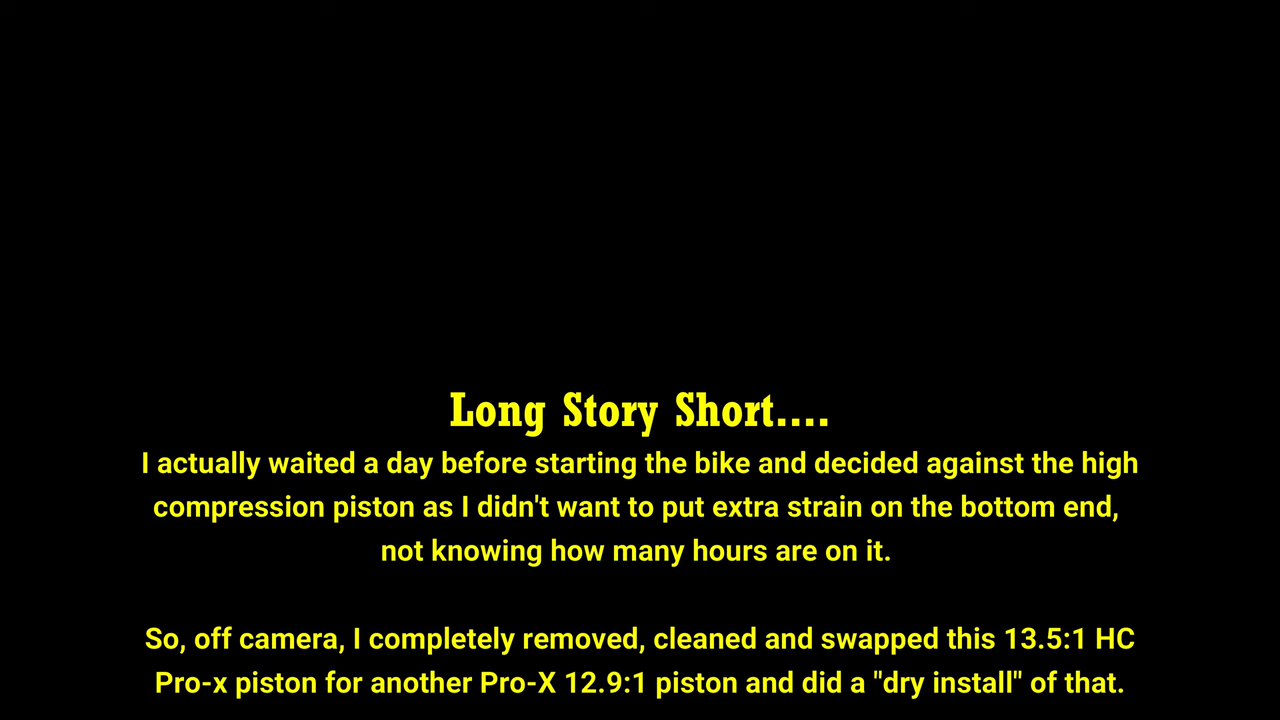 Long Story Short....
I actually waited a day before starting the bike and decided against the high
compression piston as I didn't want to put extra strain on the bottom end,
not knowing how many hours are on it.
So, off camera, I completely removed, cleaned and swapped this 13.5:1 HC
Pro-x piston for another Pro-X 12.9:1 piston and did a "dry install" of that.